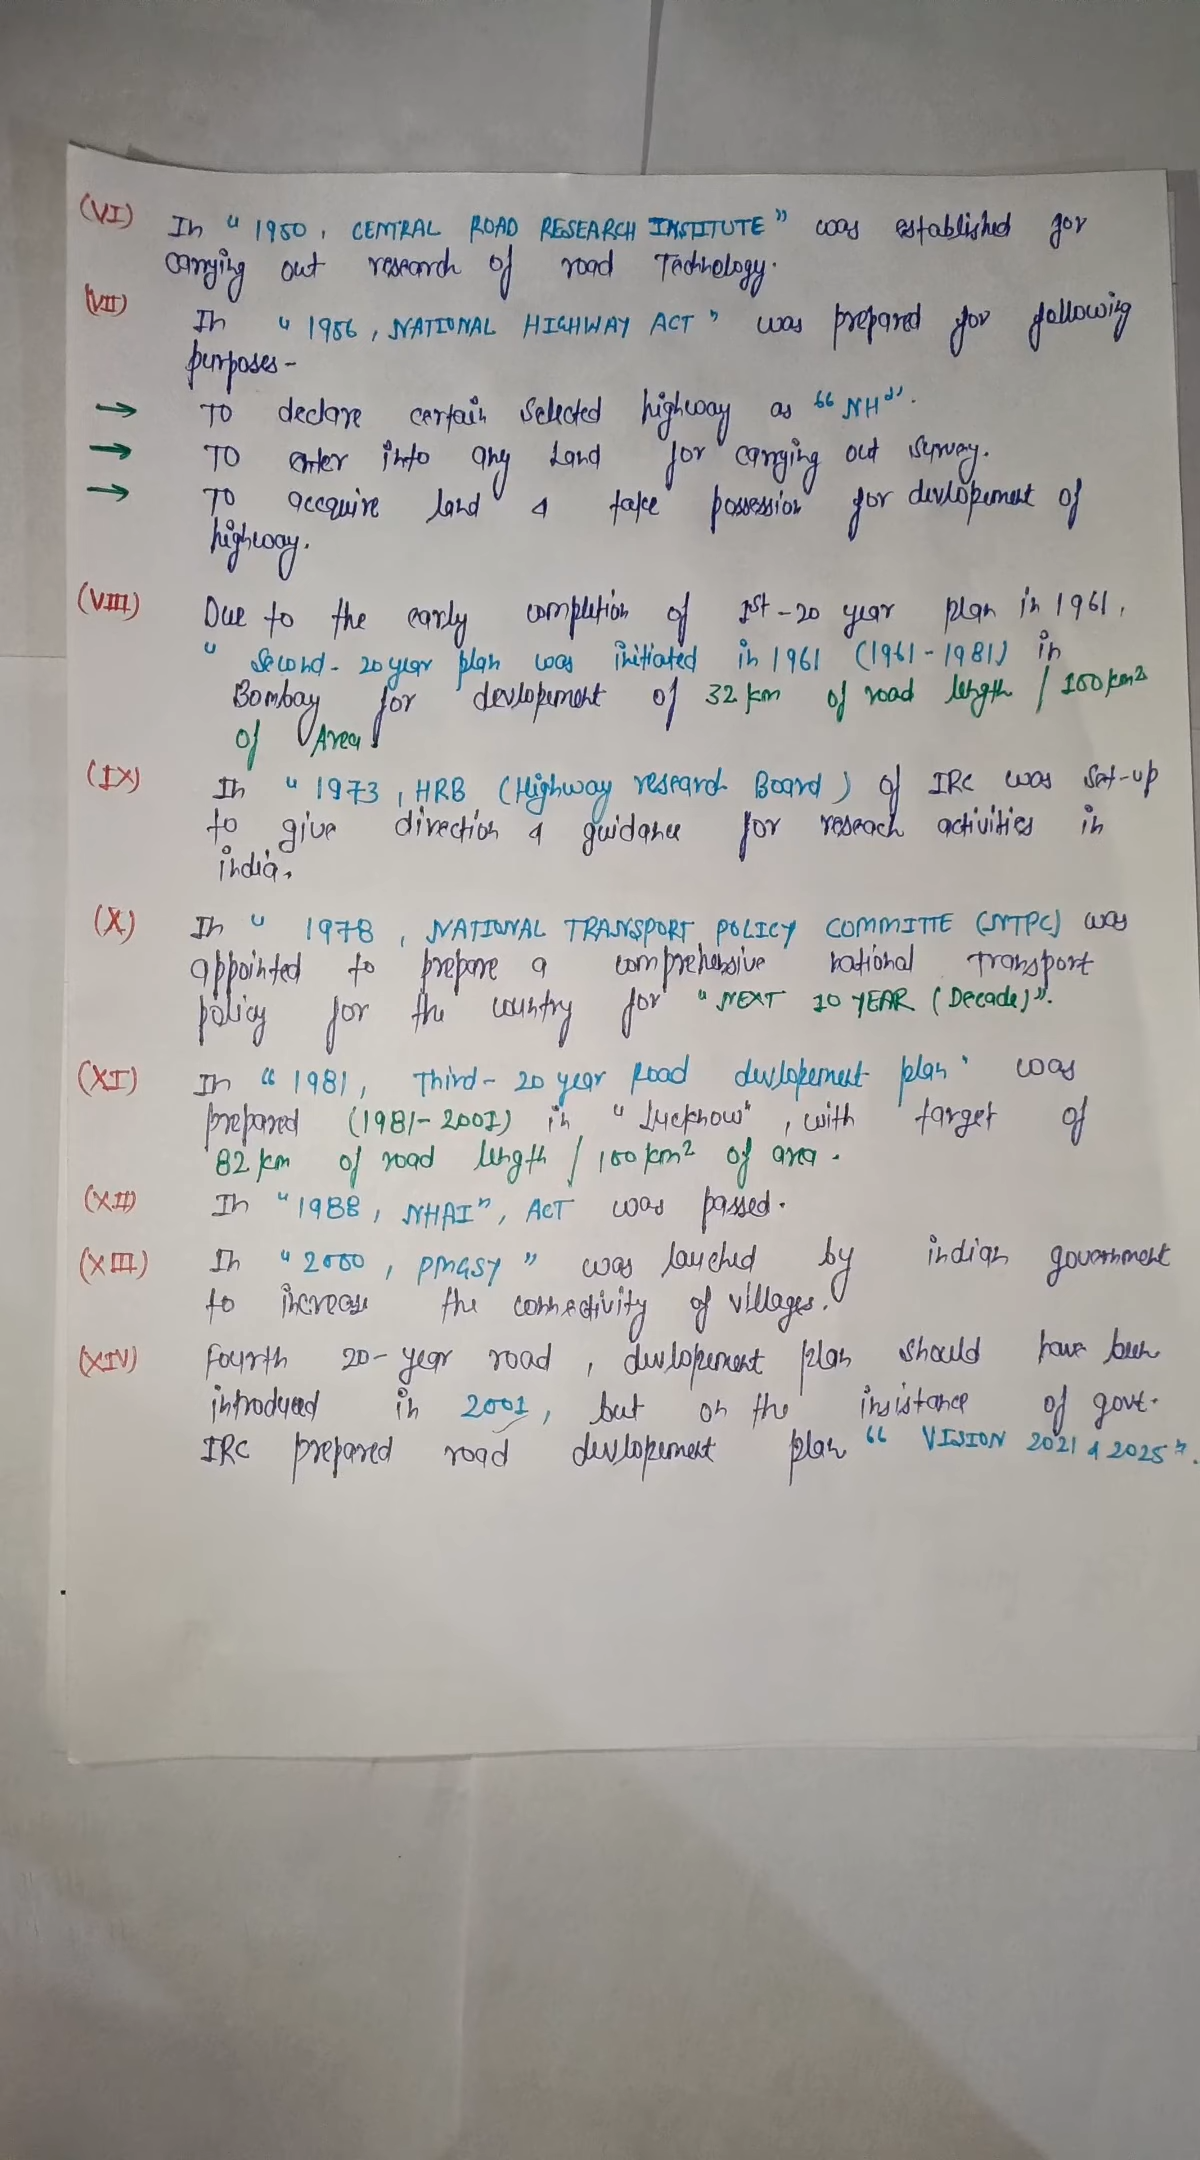 (VI) In "1950, CENTRAL ROAD RESEARCH INSTITUTE" was established for
carrying out research of road Technology.
(VII) In "1956, NATIONAL HIGHWAY ACT" was prepared for following
purposes-
→ TO declare certain selected highway as "NH".
→ TO enter into any Land for carrying out survay.
→ TO accquire land & take possession for devlopement of
highway.
(VIII) Due to the early completion of 1st-20 year plan in 1961,
"Second-20 year plan was initiated in 1961 (1961-1981) in
Bombay for devlopement of 32 km of road length / 100 km²
of Area.
(IX) In "1973, HRB (Highway research Board) of IRC was set-up
to give direction & guidance for reseach activities in
india.
(X) In "1978, NATIONAL TRANSPORT POLICY COMMITTE (NTPC) was
appointed to prepare a comprehensive national transport
policy for the country for "NEXT 10 YEAR (Decade)".
(XI) In "1981, Third-20 year Road devlopement plan" was
prepared (1981-2001) in "Lucknow", with target of
82 km of road length / 100 km² of area.
(XII) In "1988, NHAI", ACT was passed.
(XIII) In "2000, PMGSY" was lauched by indian government
to increase the connectivity of villages.
(XIV) Fourth 20-year road, devlopement plan should have been
introduced in 2001, but on the insistance of govt.
IRC prepared road devlopement plan "VISION 2021 & 2025".